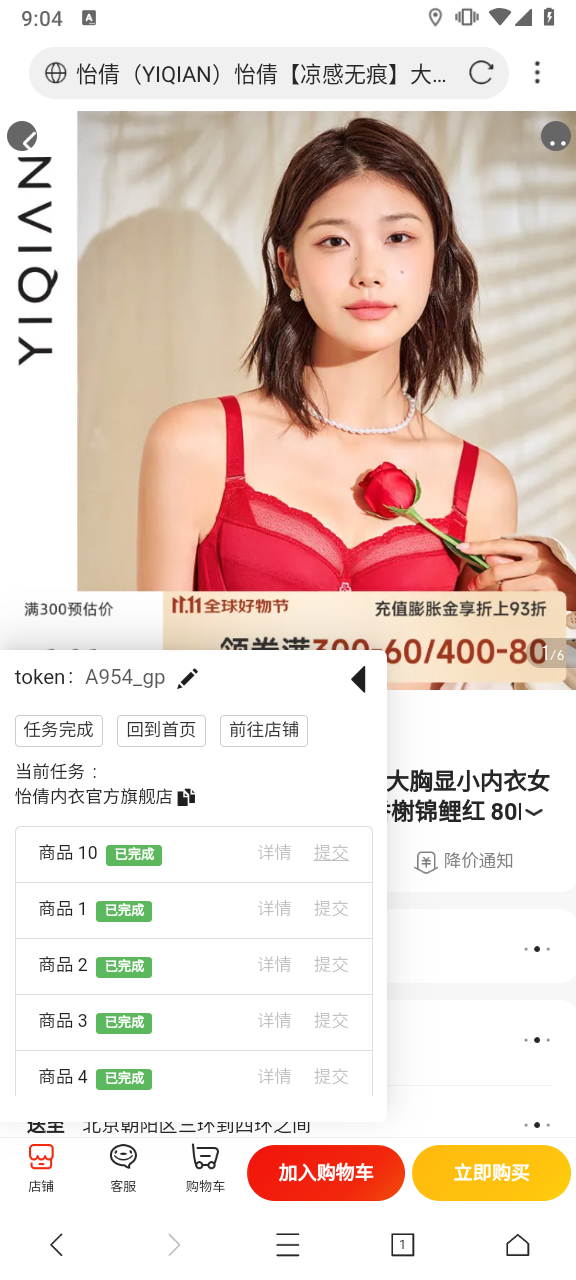 9:04
怡倩（YIQIAN）怡倩【凉感无痕】大...
YIQIAN
满300预估价
11.11全球好物节
充值膨胀金享折上93折
领券满300-60/400-80
1/6
token： A954_gp
任务完成
回到首页
前往店铺
当前任务 ：
怡倩内衣官方旗舰店
大胸显小内衣女
榭锦鲤红 80
降价通知
商品 10 已完成 详情 提交
商品 1 已完成 详情 提交
商品 2 已完成 详情 提交
商品 3 已完成 详情 提交
商品 4 已完成 详情 提交
送至 北京朝阳区三环到四环之间
店铺
客服
购物车
加入购物车
立即购买
1